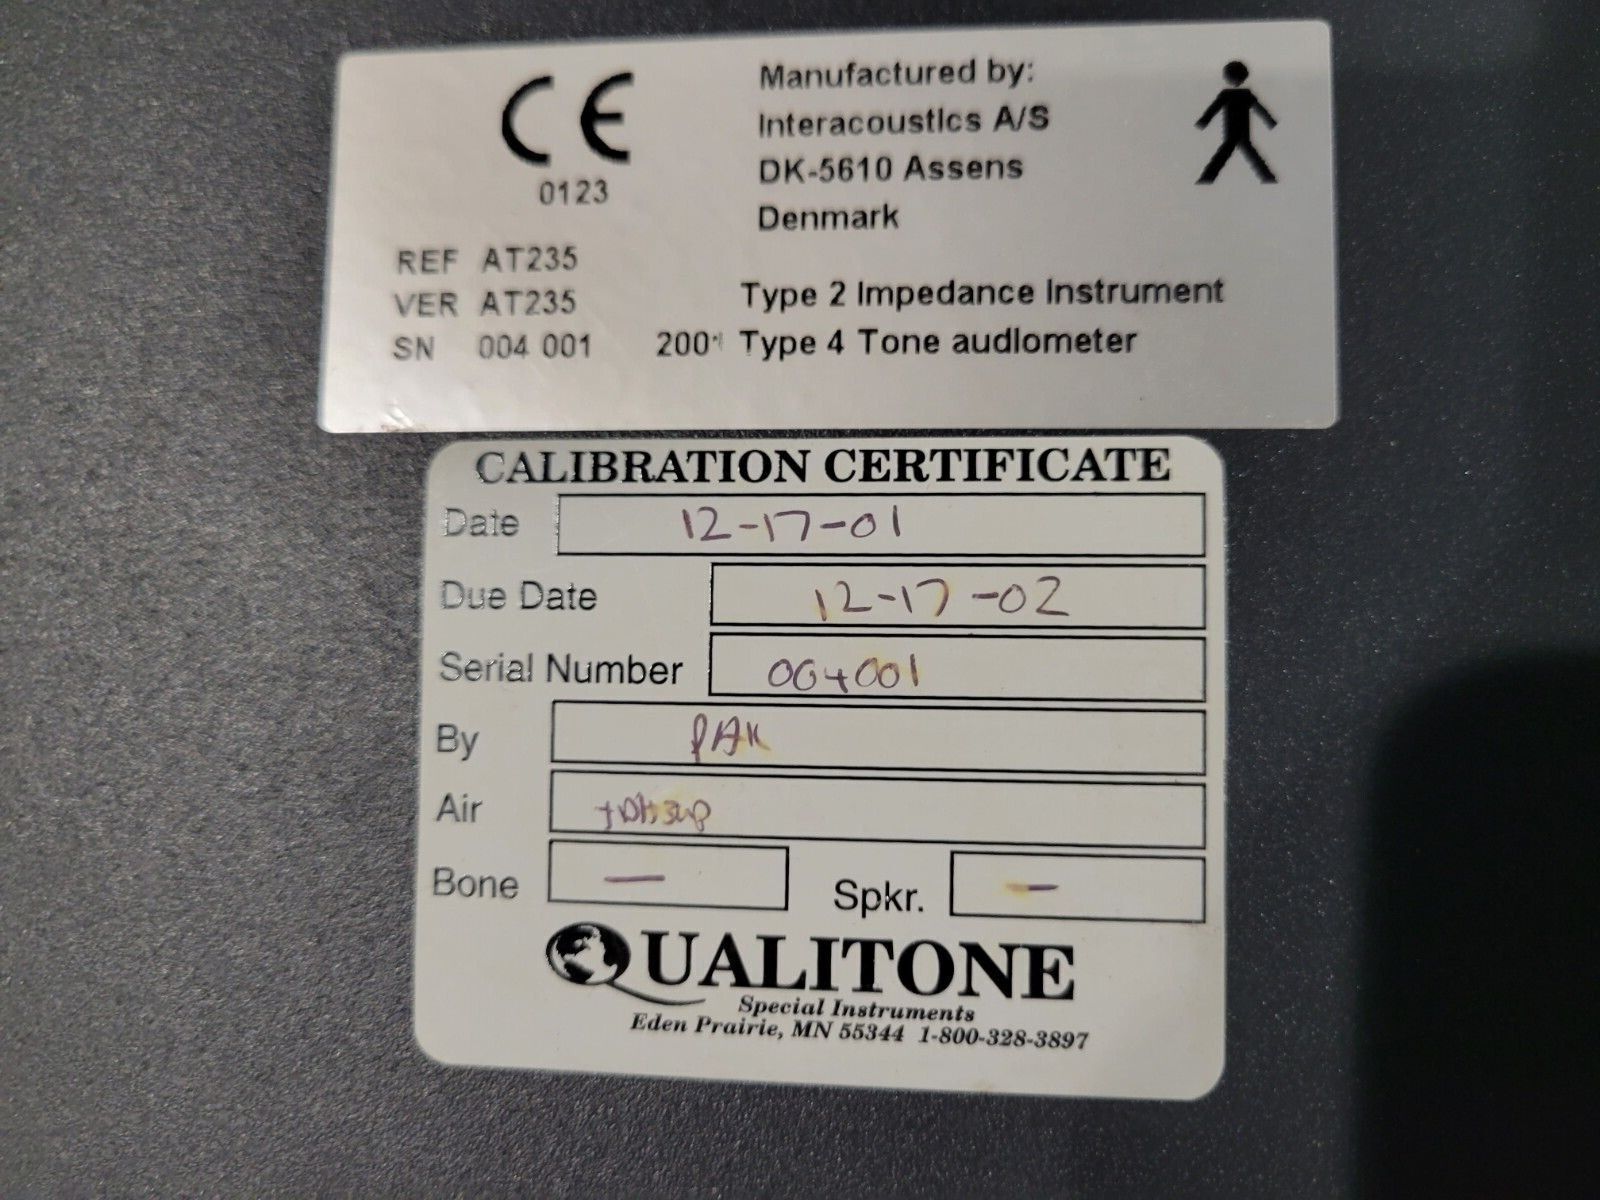 CE
0123
Manufactured by:
Interacoustics A/S
DK-5610 Assens
Denmark
REF AT235
VER AT235
SN 004 001
Type 2 Impedance Instrument
Type 4 Tone audiometer
CALIBRATION CERTIFICATE
Date 12-17-01
Due Date 12-17-02
Serial Number 004001
By PAK
Air
Bone —
Spkr. —
QUALITONE
Special Instruments
Eden Prairie, MN 55344 1-800-328-3897